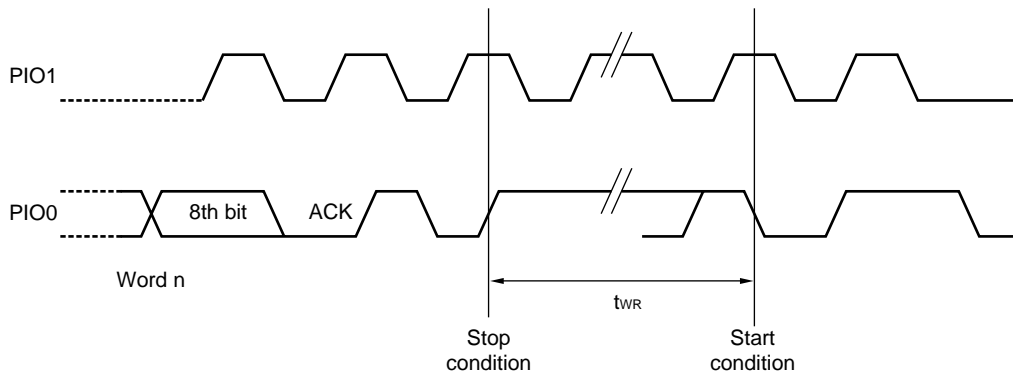 PIO1
PIO0
8th bit
ACK
Word n
tWR
Stop
condition
Start
condition